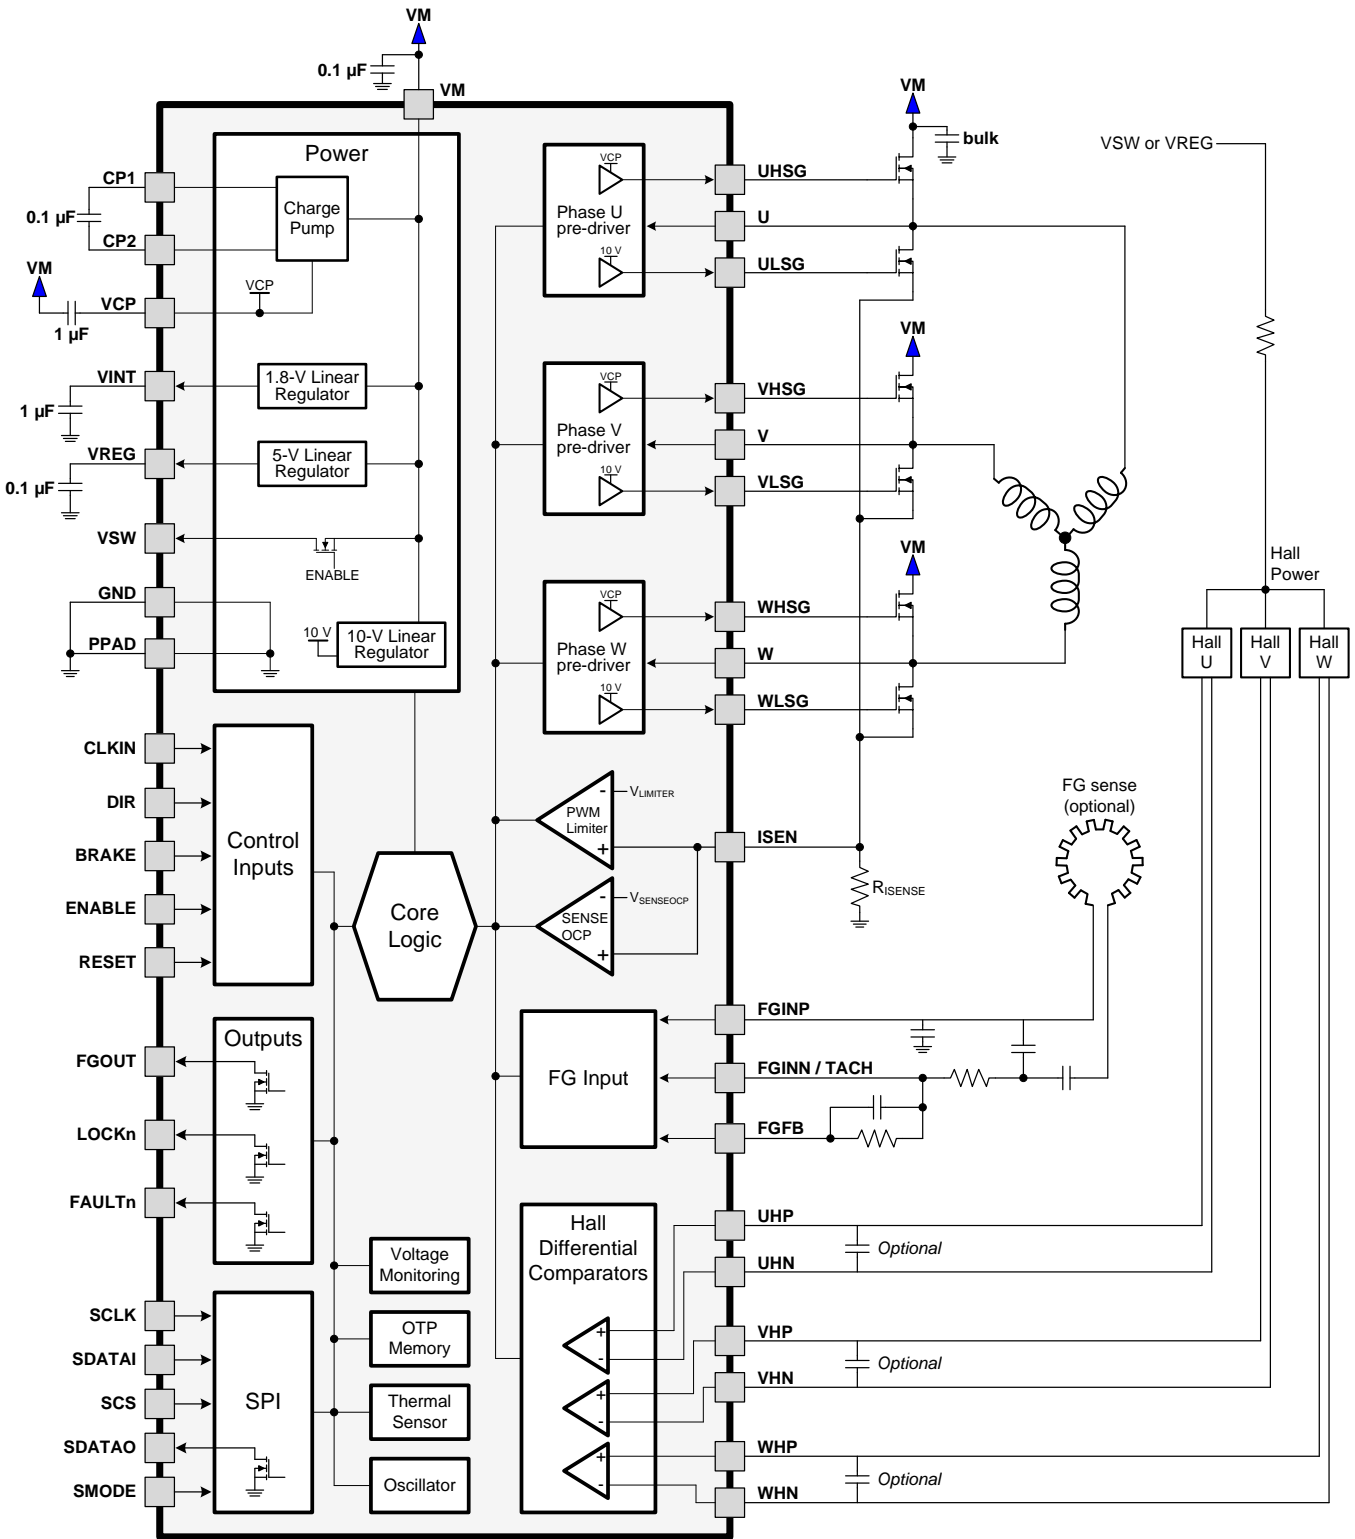 VM
0.1 µF
VM
Power
CP1
0.1 µF
CP2
Charge
Pump
VM
VCP
VCP
1 µF
VINT
1 µF
1.8-V Linear
Regulator
VREG
0.1 µF
5-V Linear
Regulator
VSW
ENABLE
GND
PPAD
10 V
10-V Linear
Regulator
CLKIN
DIR
BRAKE
ENABLE
RESET
Control
Inputs
Core
Logic
Outputs
FGOUT
LOCKn
FAULTn
Voltage
Monitoring
OTP
Memory
Thermal
Sensor
Oscillator
SCLK
SDATAI
SCS
SDATAO
SMODE
SPI
VCP
Phase U
pre-driver
10 V
UHSG
U
ULSG
VM
bulk
VCP
Phase V
pre-driver
10 V
VHSG
V
VLSG
VM
VCP
Phase W
pre-driver
10 V
WHSG
W
WLSG
VM
VSW or VREG
Hall
Power
Hall
U
Hall
V
Hall
W
- VLIMITER
PWM
Limiter
+
ISEN
RISENSE
- VSENSEOCP
SENSE
OCP
+
FG sense
(optional)
FG Input
FGINP
FGINN / TACH
FGFB
Hall
Differential
Comparators
+
-
+
-
+
-
UHP
Optional
UHN
VHP
Optional
VHN
WHP
Optional
WHN